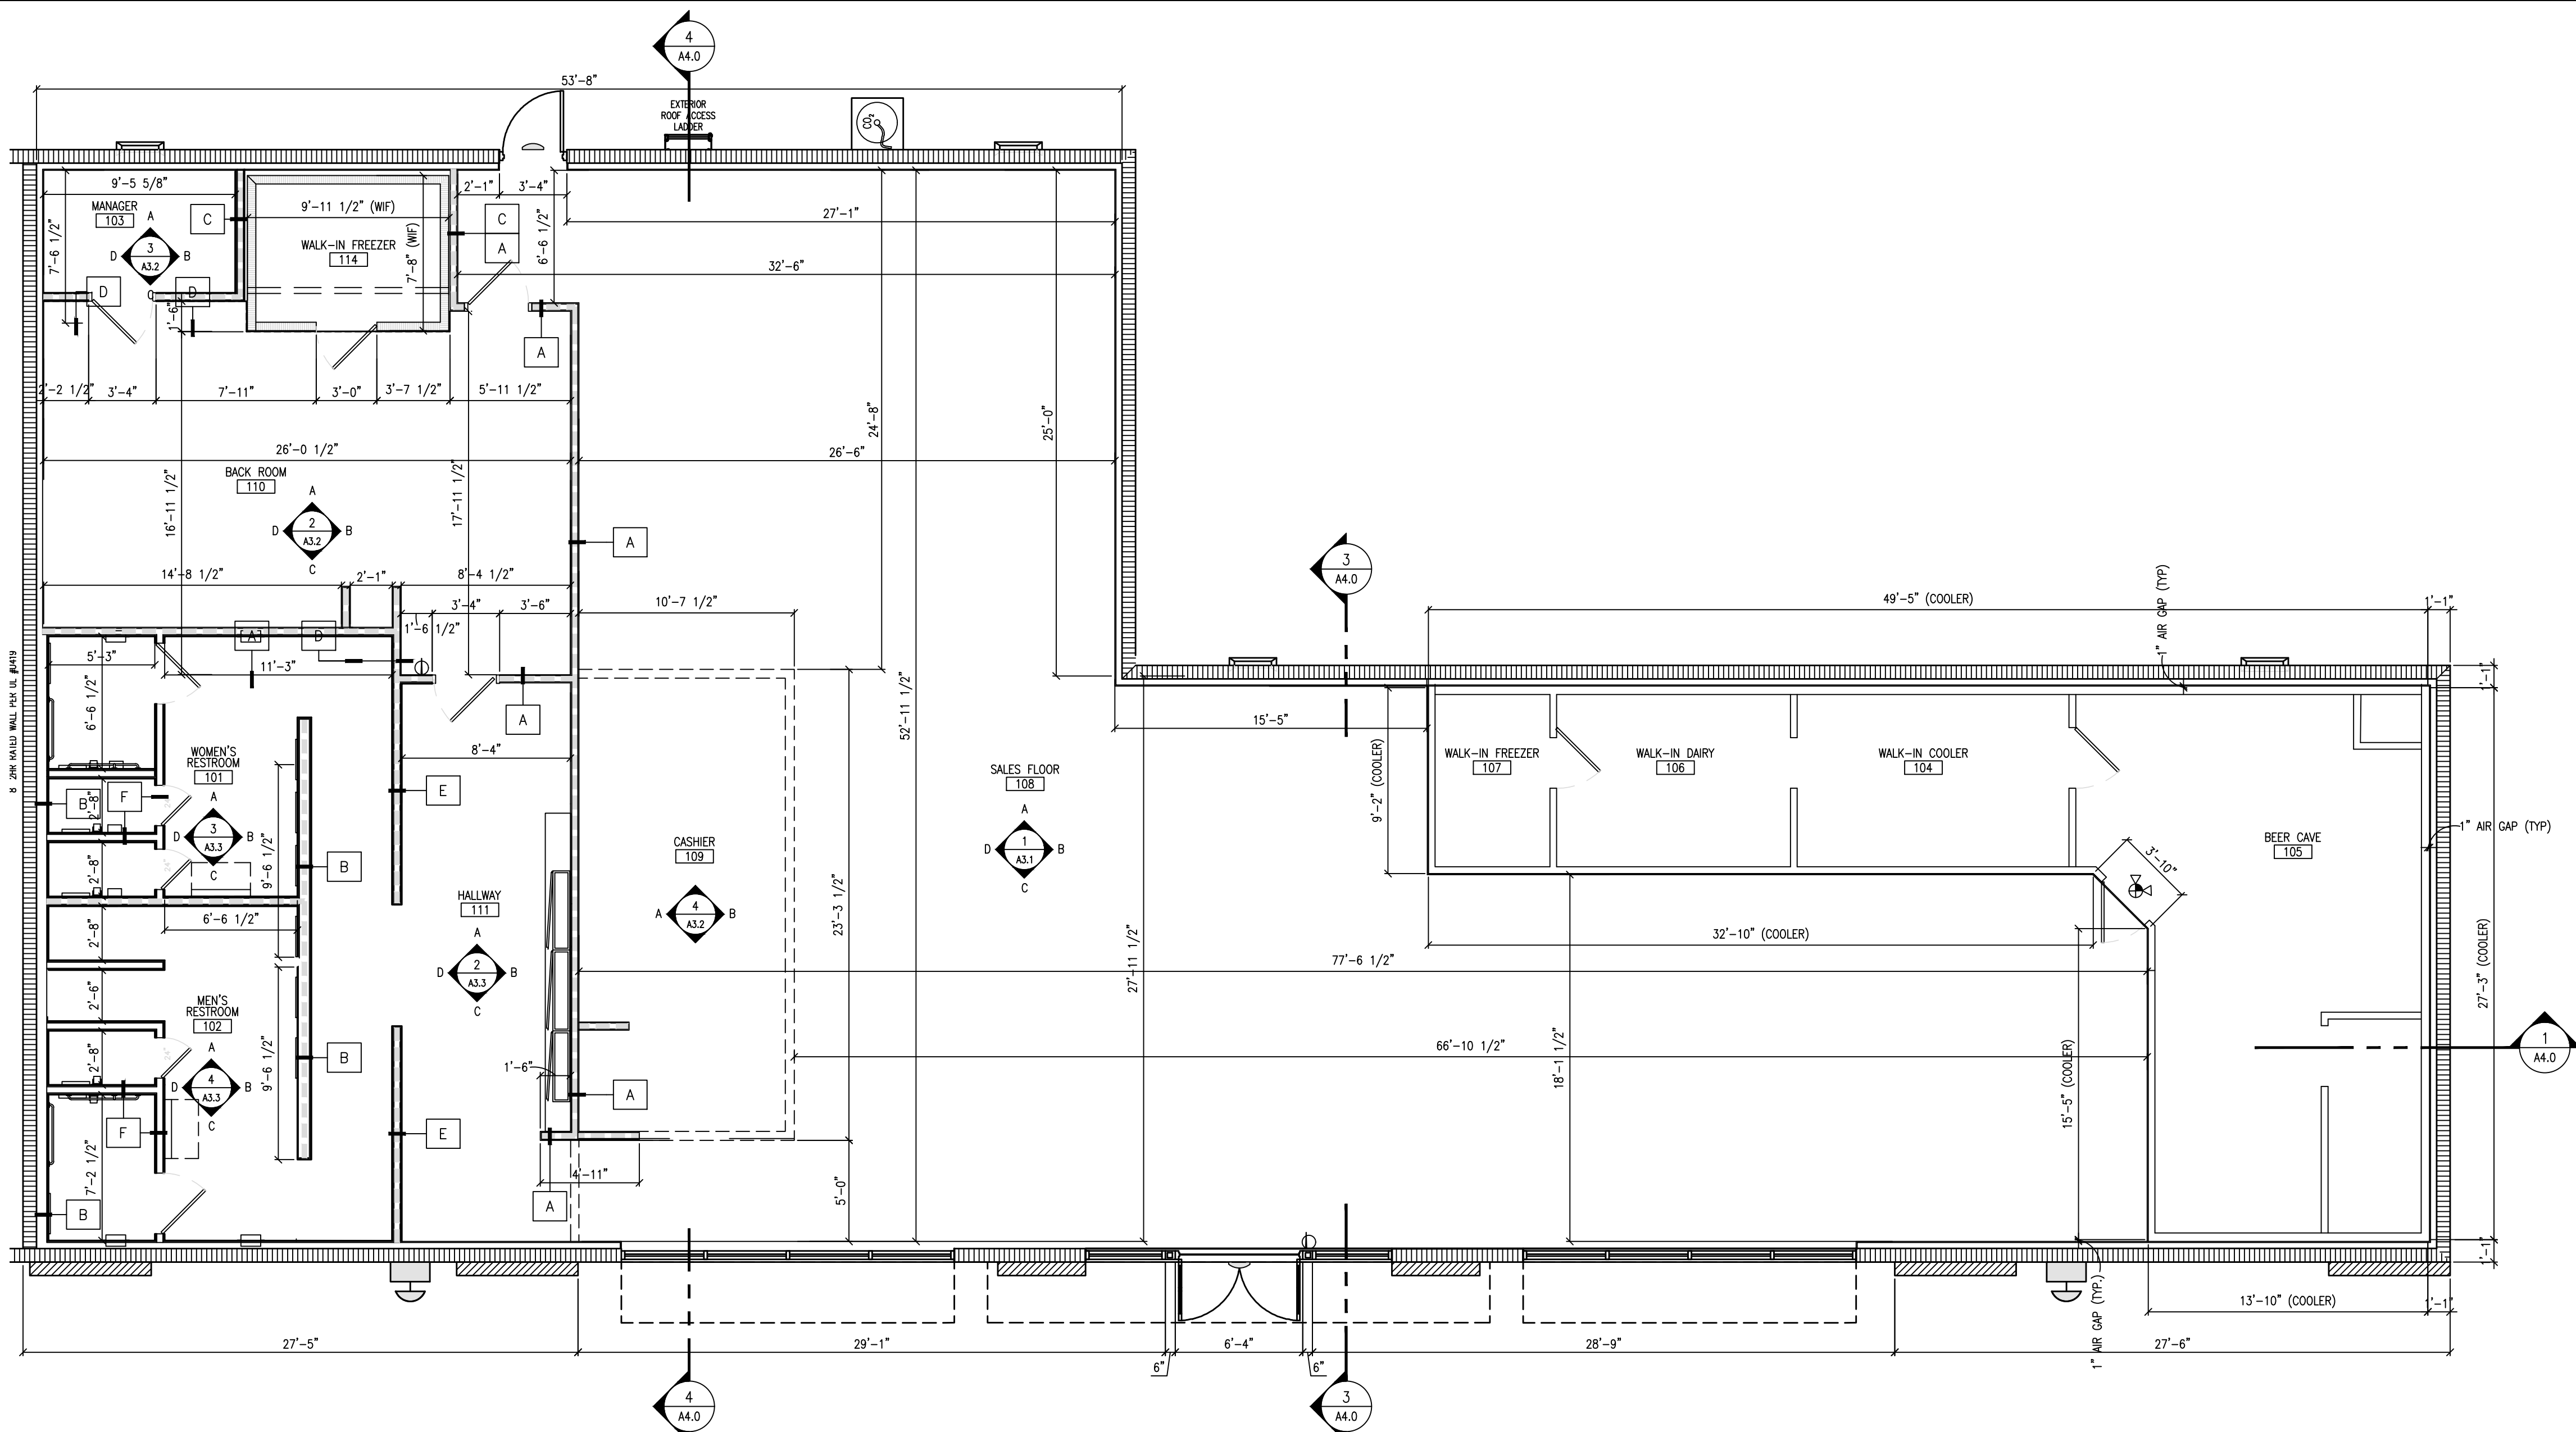 4
A4.0
53'-8"
EXTERIOR
ROOF ACCESS
LADDER
CO2
9'-5 5/8"
2'-1"
3'-4"
MANAGER
103
A
3
A3.2
D
B
C
C
9'-11 1/2" (WIF)
C
A
27'-1"
7'-6 1/2"
WALK-IN FREEZER
114
7'-8" (WIF)
6'-6 1/2"
32'-6"
D
D
1'-6"
A
2'-2 1/2"
3'-4"
7'-11"
3'-0"
3'-7 1/2"
5'-11 1/2"
24'-8"
25'-0"
26'-0 1/2"
26'-6"
BACK ROOM
110
A
2
A3.2
D
B
C
16'-11 1/2"
17'-11 1/2"
A
3
A4.0
14'-8 1/2"
2'-1"
8'-4 1/2"
3'-4"
3'-6"
10'-7 1/2"
1'-6 1/2"
49'-5" (COOLER)
1'-1"
1" AIR GAP (TYP)
A
D
5'-3"
11'-3"
2HR RATED WALL PER UL #U419
6'-6 1/2"
52'-11 1/2"
1'-1"
A
15'-5"
8'-4"
WOMEN'S
RESTROOM
101
A
3
A3.3
D
B
C
SALES FLOOR
108
A
1
A3.1
D
B
C
9'-2" (COOLER)
WALK-IN FREEZER
107
WALK-IN DAIRY
106
WALK-IN COOLER
104
BEER CAVE
105
1" AIR GAP (TYP)
3'-10"
B
F
E
2'-8"
24"
2'-8"
24"
9'-6 1/2"
B
CASHIER
109
4
A3.2
A
B
HALLWAY
111
A
2
A3.3
D
B
C
23'-3 1/2"
6'-6 1/2"
2'-8"
32'-10" (COOLER)
27'-11 1/2"
77'-6 1/2"
27'-3" (COOLER)
2'-6"
MEN'S
RESTROOM
102
A
4
A3.3
D
B
C
2'-8"
24"
9'-6 1/2"
B
66'-10 1/2"
1'-6"
A
18'-1 1/2"
15'-5" (COOLER)
1
A4.0
F
E
7'-2 1/2"
4'-11"
5'-0"
B
A
1'-1"
1" AIR GAP (TYP.)
13'-10" (COOLER)
1'-1"
27'-5"
29'-1"
6"
6'-4"
6"
28'-9"
27'-6"
4
A4.0
3
A4.0